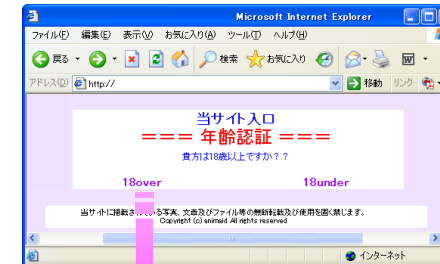 Microsoft Internet Explorer
ファイル(F) 編集(E) 表示(V) お気に入り(A) ツール(T) ヘルプ(H)
戻る 検索 お気に入り
アドレス(D) http:// 移動 リンク
当サイト入口
＝＝＝ 年齢認証 ＝＝＝
貴方は18歳以上ですか？？
18over 18under
当サイトに掲載されている写真、文章及びファイル等の無断転載及び使用を固く禁じます。
Copyright (c) animaid All rights reserved
インターネット